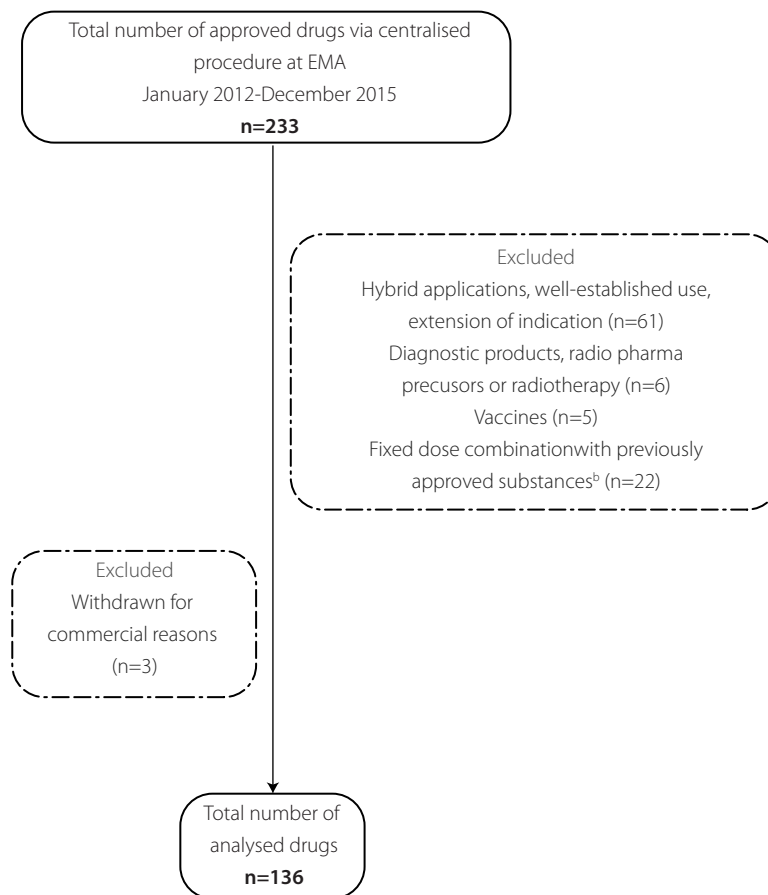 Total number of approved drugs via centralised
procedure at EMA
January 2012-December 2015
n=233
Excluded
Hybrid applications, well-established use,
extension of indication (n=61)
Diagnostic products, radio pharma
precusors or radiotherapy (n=6)
Vaccines (n=5)
Fixed dose combinationwith previously
approved substancesᵇ (n=22)
Excluded
Withdrawn for
commercial reasons
(n=3)
Total number of
analysed drugs
n=136